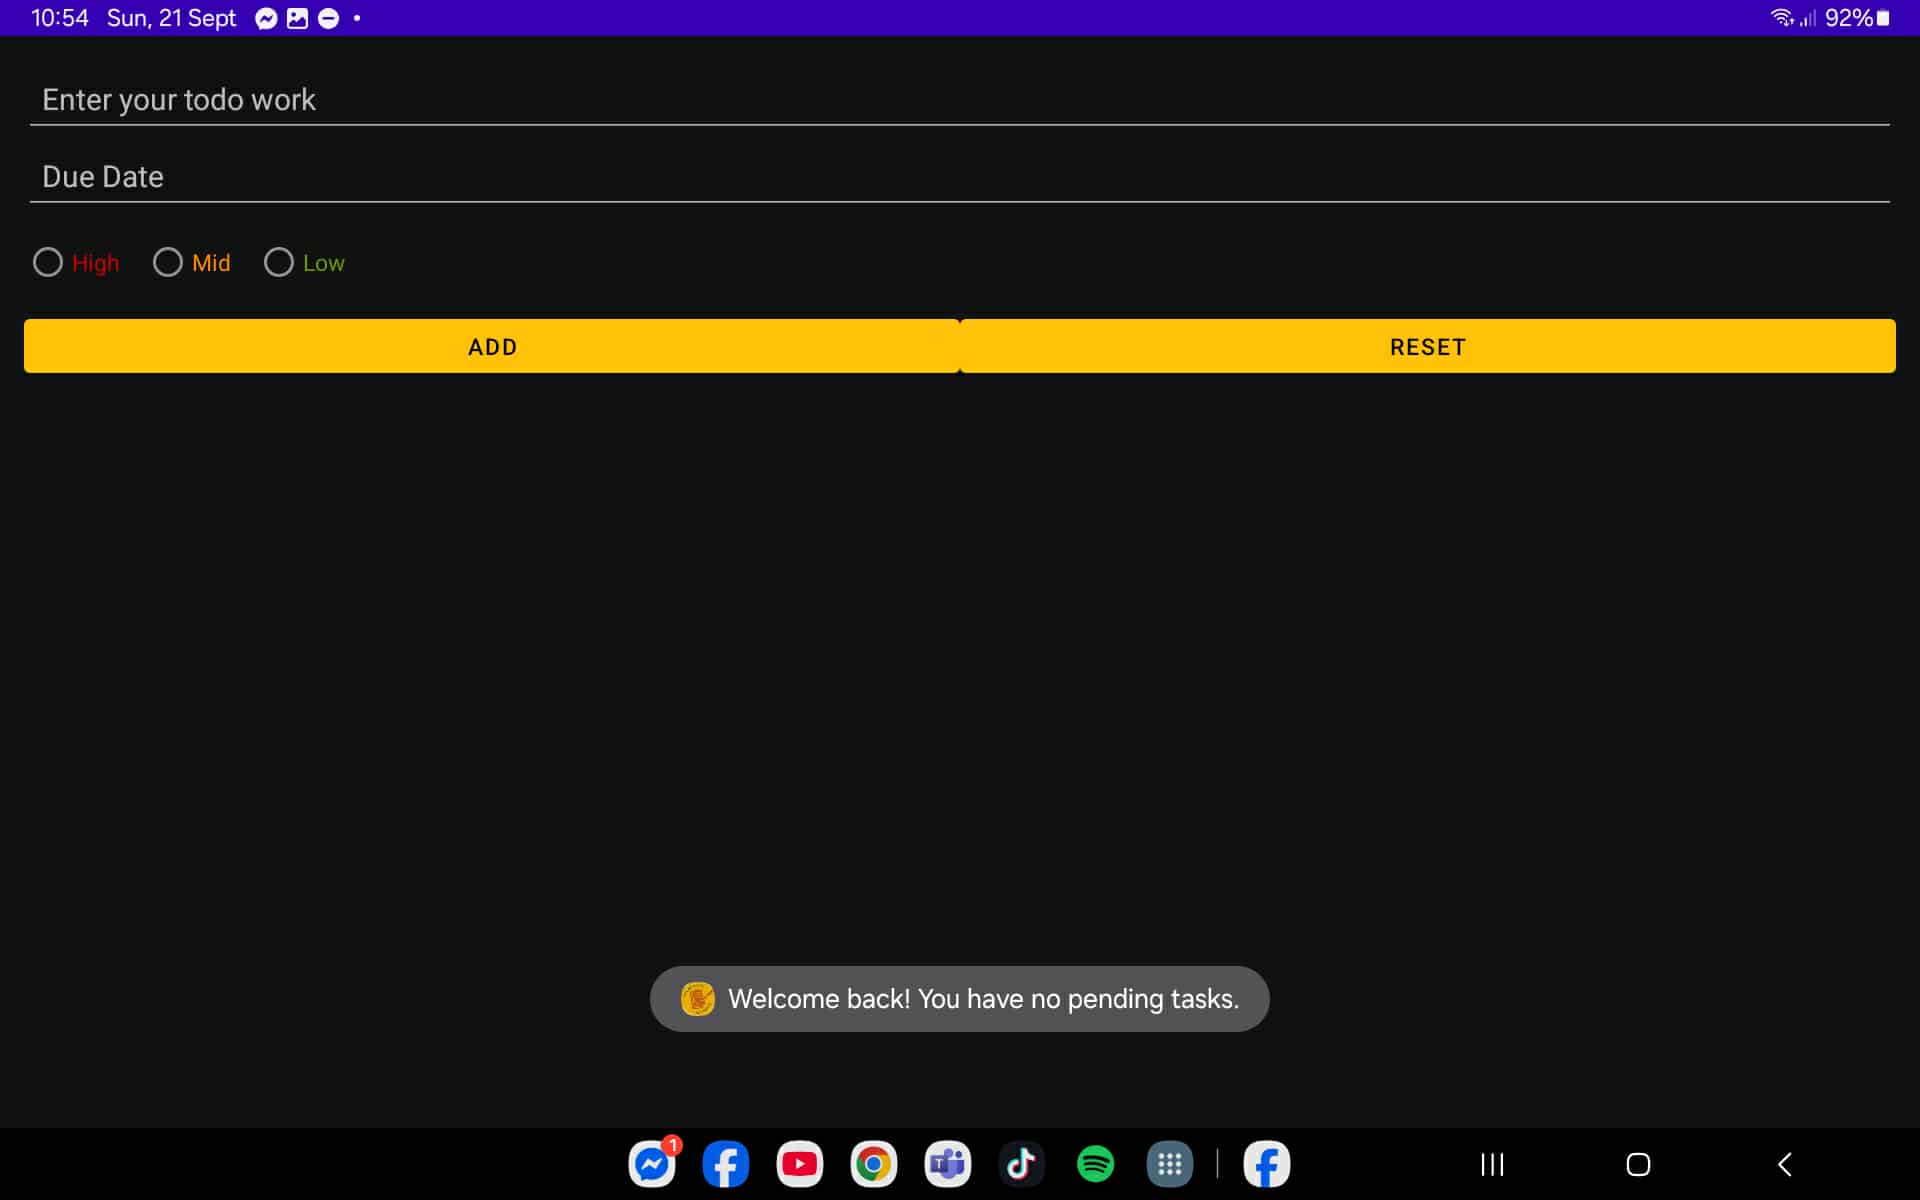 10:54 Sun, 21 Sept 92%
Enter your todo work
Due Date
High Mid Low
ADD RESET
Welcome back! You have no pending tasks.
1